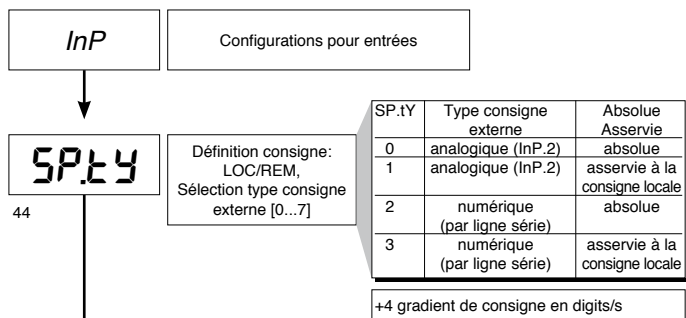 InP
Configurations pour entrées
SP.tY
44
Définition consigne:
LOC/REM,
Sélection type consigne
externe [0...7]
SP.tY Type consigne externe Absolue Asservie
0 analogique (InP.2) absolue
1 analogique (InP.2) asservie à la consigne locale
2 numérique (par ligne série) absolue
3 numérique (par ligne série) asservie à la consigne locale
+4 gradient de consigne en digits/s